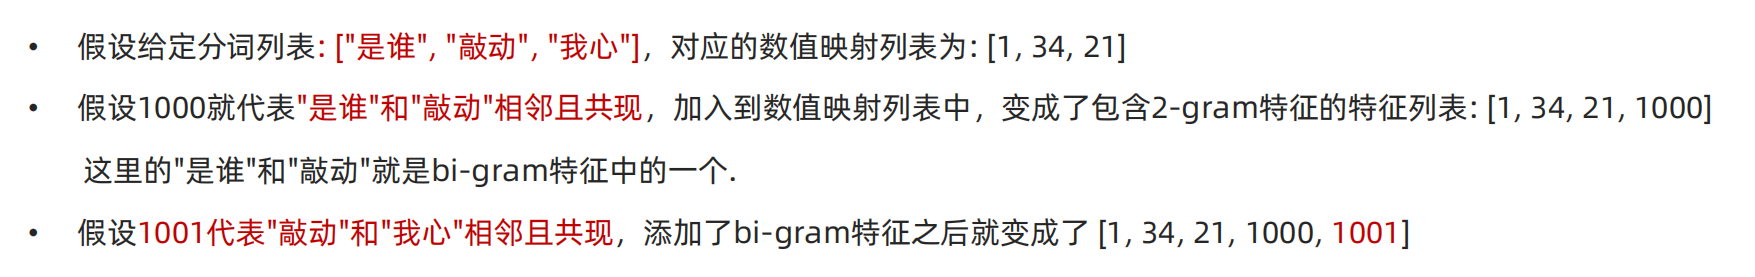 • 假设给定分词列表: ["是谁", "敲动", "我心"]，对应的数值映射列表为: [1, 34, 21]
• 假设1000就代表"是谁"和"敲动"相邻且共现，加入到数值映射列表中，变成了包含2-gram特征的特征列表: [1, 34, 21, 1000]
这里的"是谁"和"敲动"就是bi-gram特征中的一个.
• 假设1001代表"敲动"和"我心"相邻且共现，添加了bi-gram特征之后就变成了 [1, 34, 21, 1000, 1001]